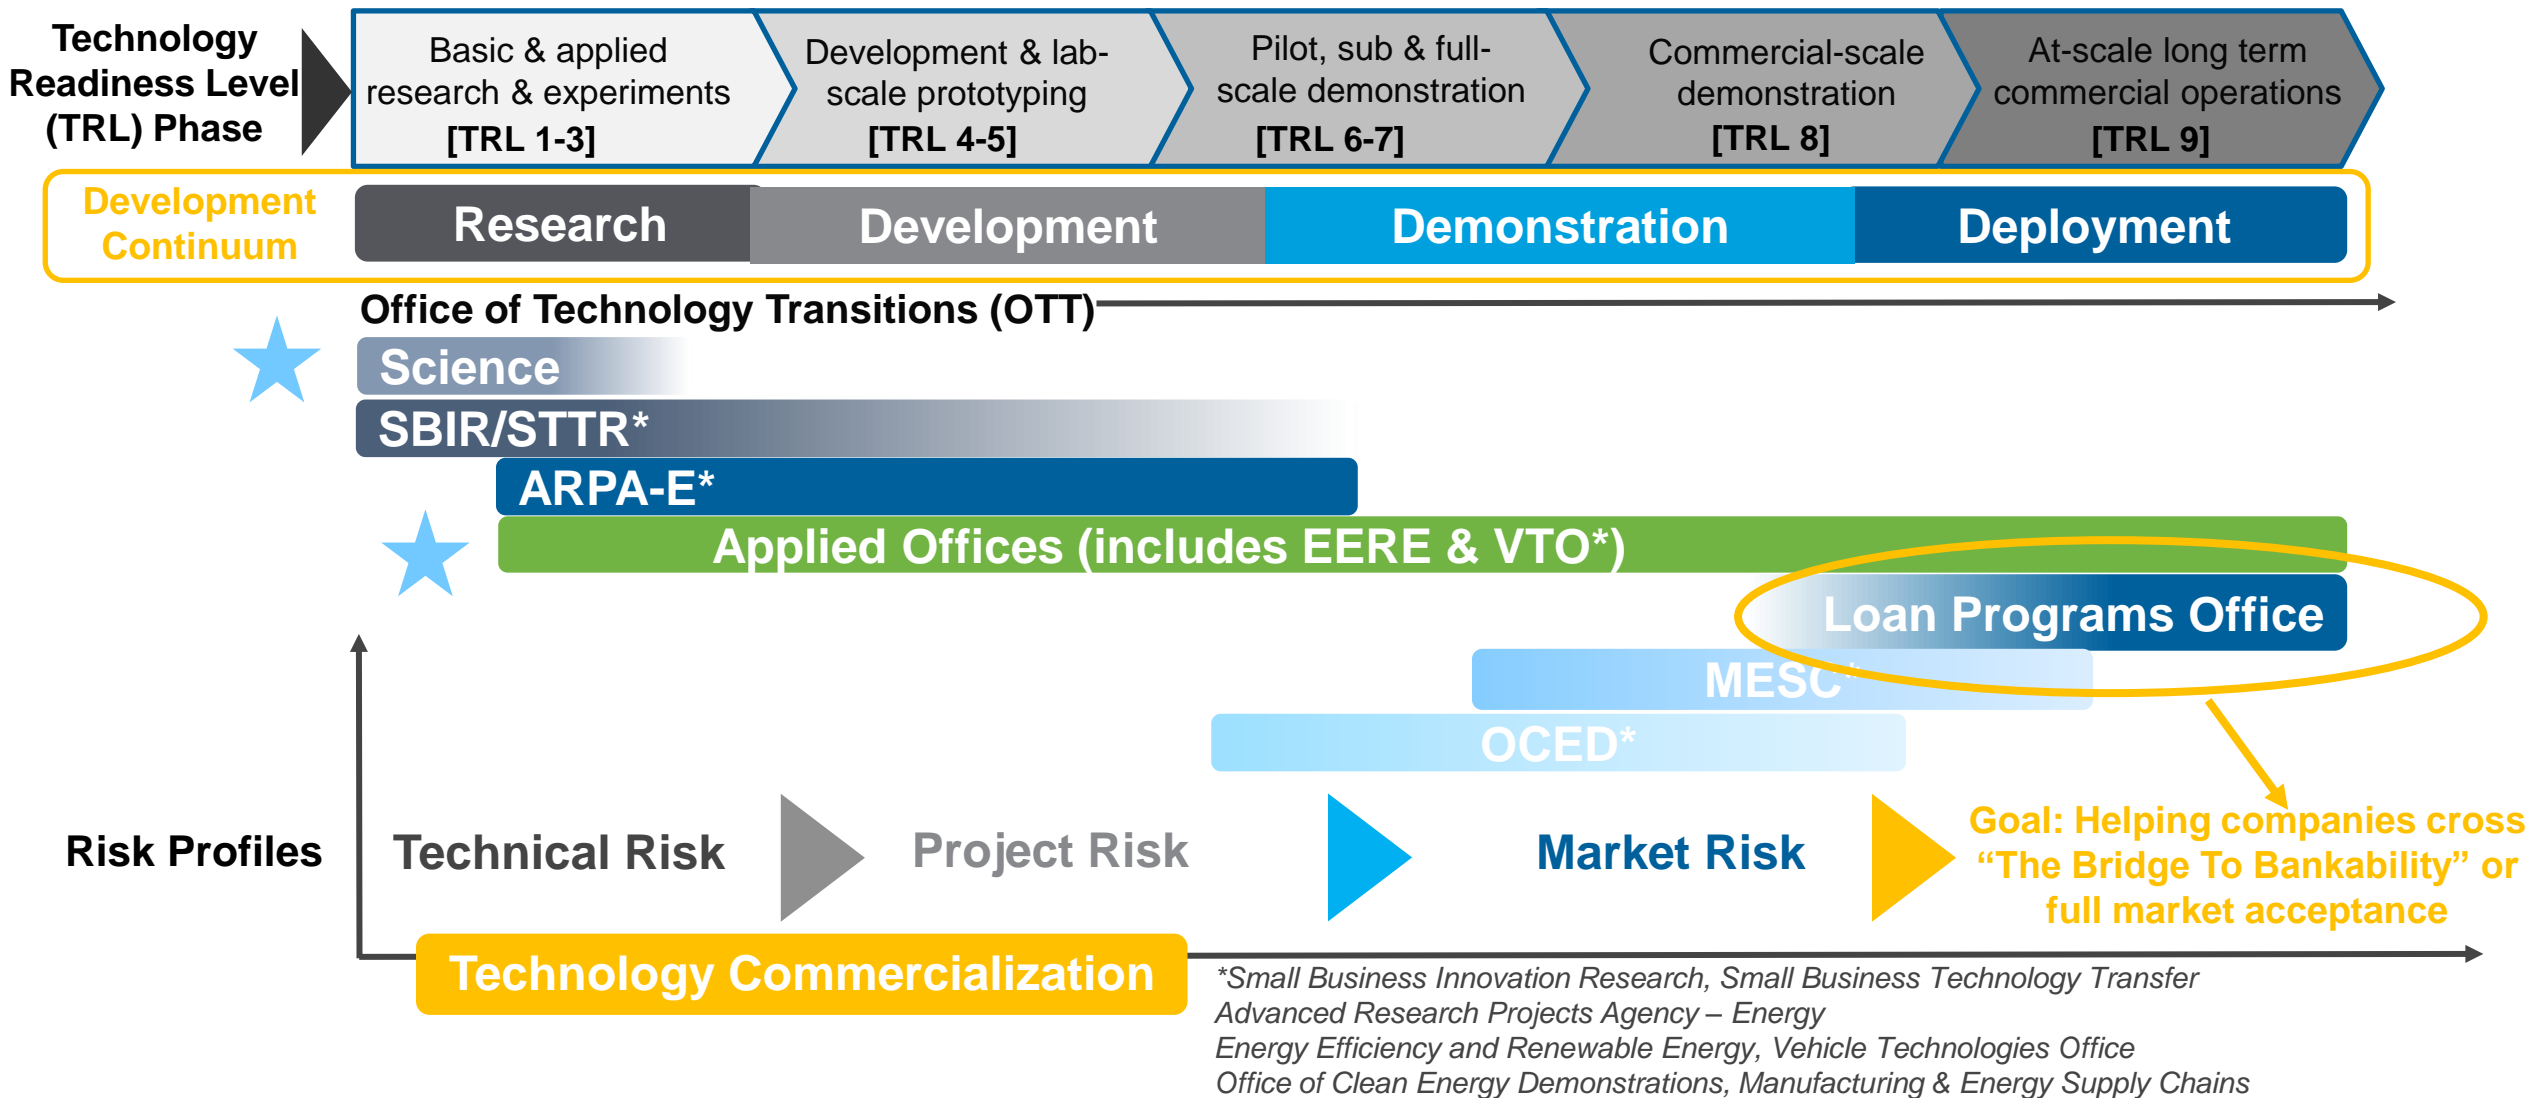 Technology
Readiness Level
(TRL) Phase
Basic & applied
research & experiments
[TRL 1-3]
Development & lab-
scale prototyping
[TRL 4-5]
Pilot, sub & full-
scale demonstration
[TRL 6-7]
Commercial-scale
demonstration
[TRL 8]
At-scale long term
commercial operations
[TRL 9]
Development
Continuum
Research
Development
Demonstration
Deployment
Office of Technology Transitions (OTT)
Science
SBIR/STTR*
ARPA-E*
Applied Offices (includes EERE & VTO*)
Loan Programs Office
MESC*
OCED*
Risk Profiles
Technical Risk
Project Risk
Market Risk
Goal: Helping companies cross
“The Bridge To Bankability” or
full market acceptance
Technology Commercialization
*Small Business Innovation Research, Small Business Technology Transfer
Advanced Research Projects Agency – Energy
Energy Efficiency and Renewable Energy, Vehicle Technologies Office
Office of Clean Energy Demonstrations, Manufacturing & Energy Supply Chains